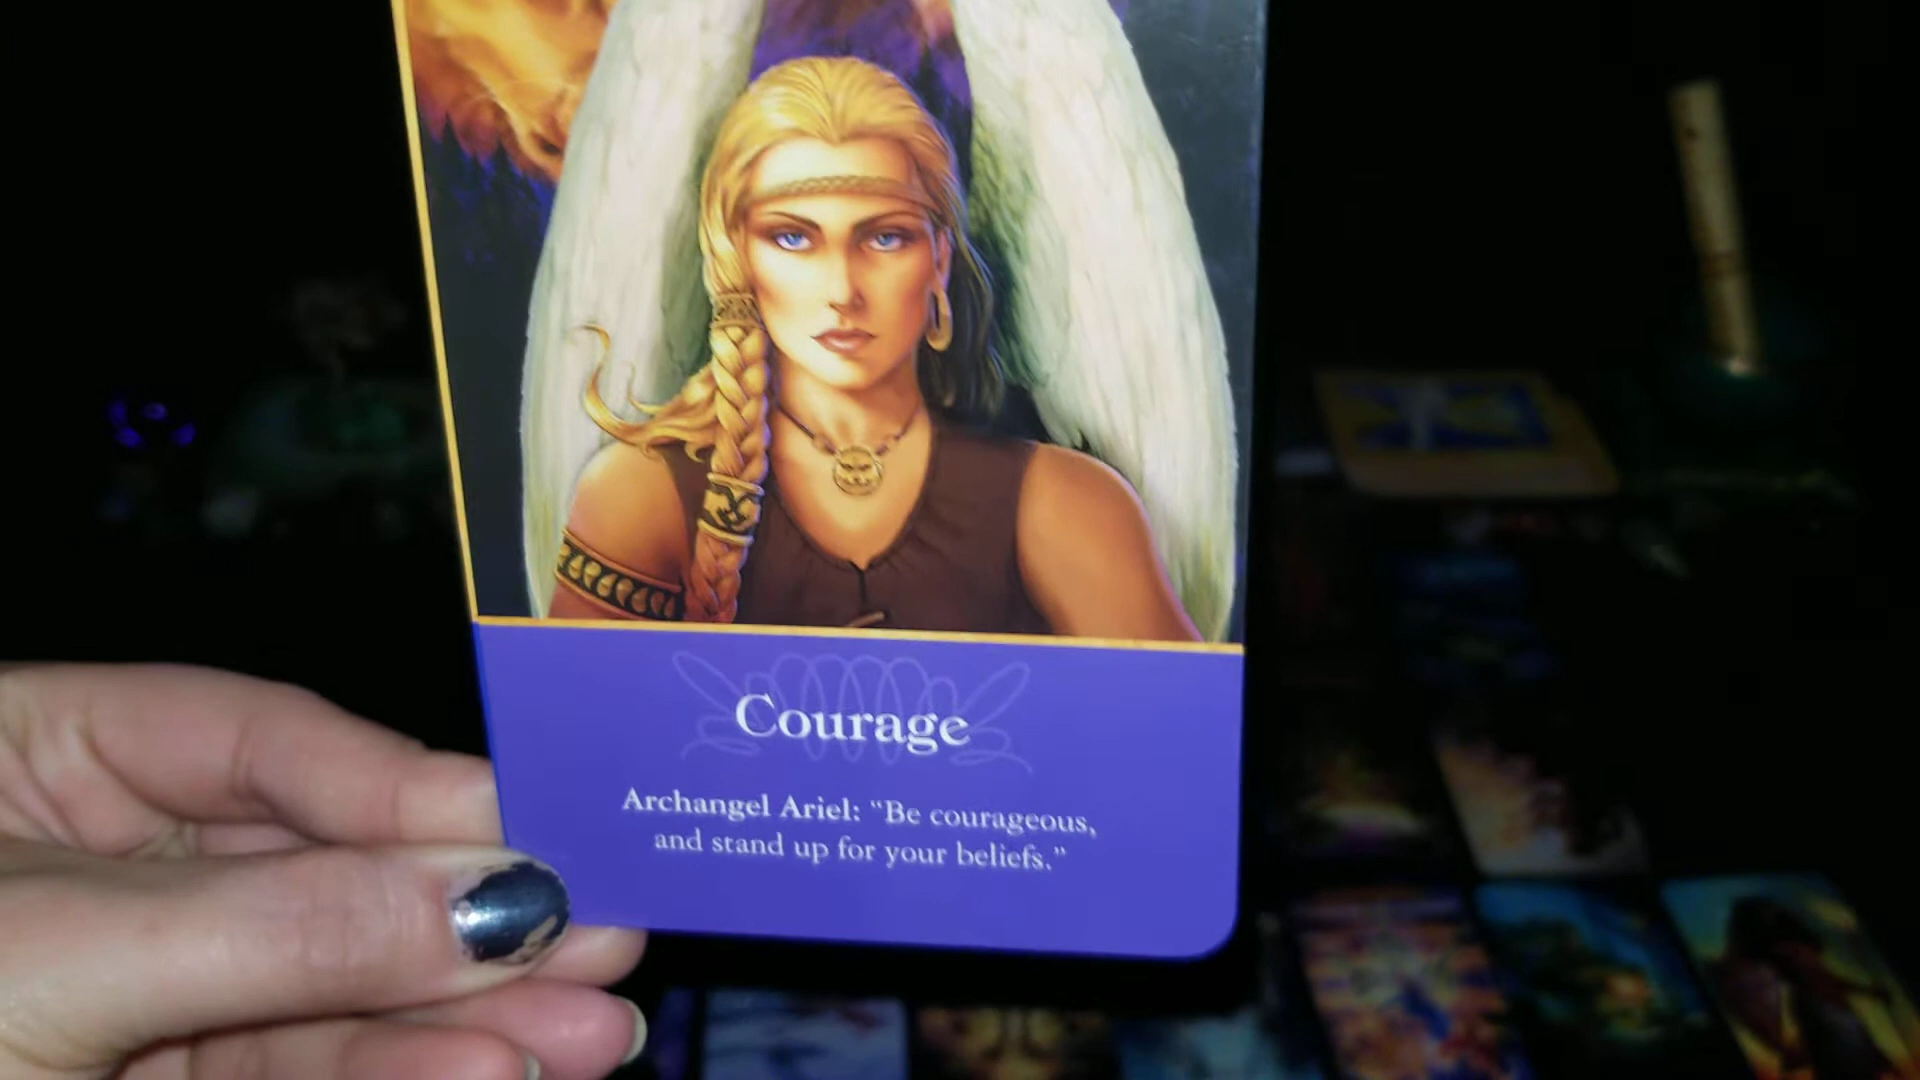 Courage
Archangel Ariel: “Be courageous,
and stand up for your beliefs.”